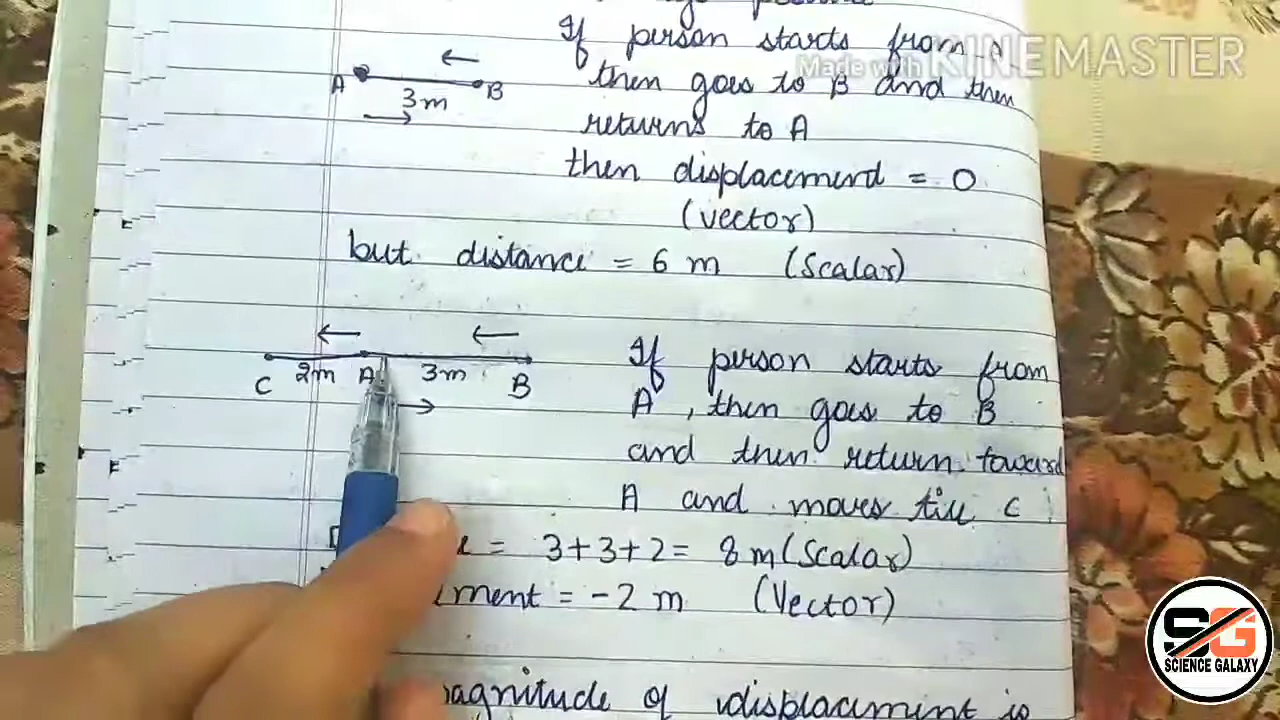 If person starts from A
then goes to B and then
returns to A
then displacement = 0
(vector)
but distance = 6 m (Scalar)
A 3m B
If person starts from
A, then goes to B
and then return toward
A and moves till C
C 2m A 3m B
= 3+3+2= 8 m (Scalar)
= -2 m (Vector)
magnitude of displacement is
Made with KINEMASTER
SG
SCIENCE GALAXY